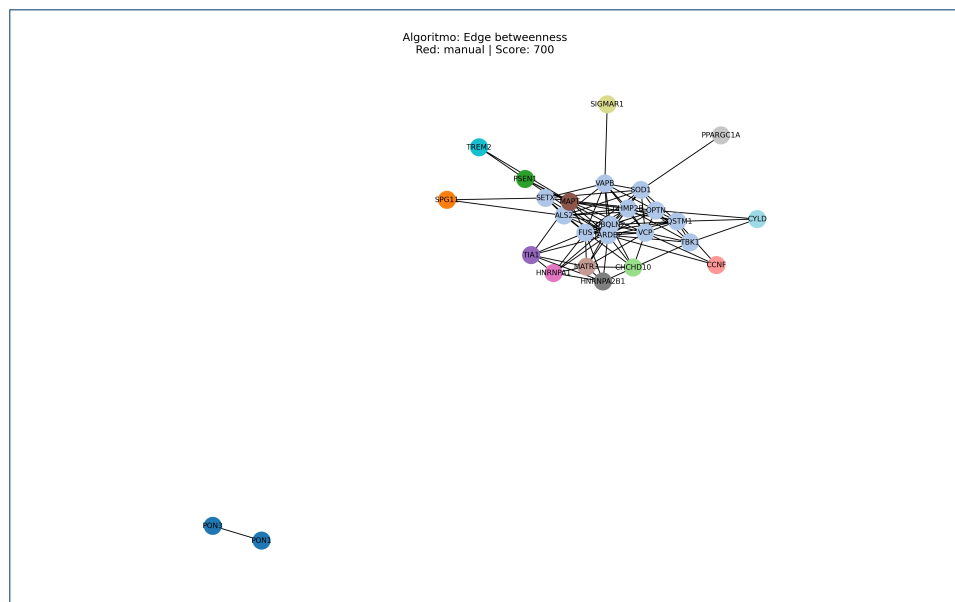 Algoritmo: Edge betweenness
Red: manual | Score: 700
SIGMAR1
PPARGC1A
TREM2
PSEN1
VAPB
SOD1
SPG11
SETX
MAPT
ALS2
OPTN
CYLD
SQSTM1
FUS
VCP
TBK1
TIA1
HNRNPA1
MATR3
CHCHD10
CCNF
HNRNPA2B1
PON1